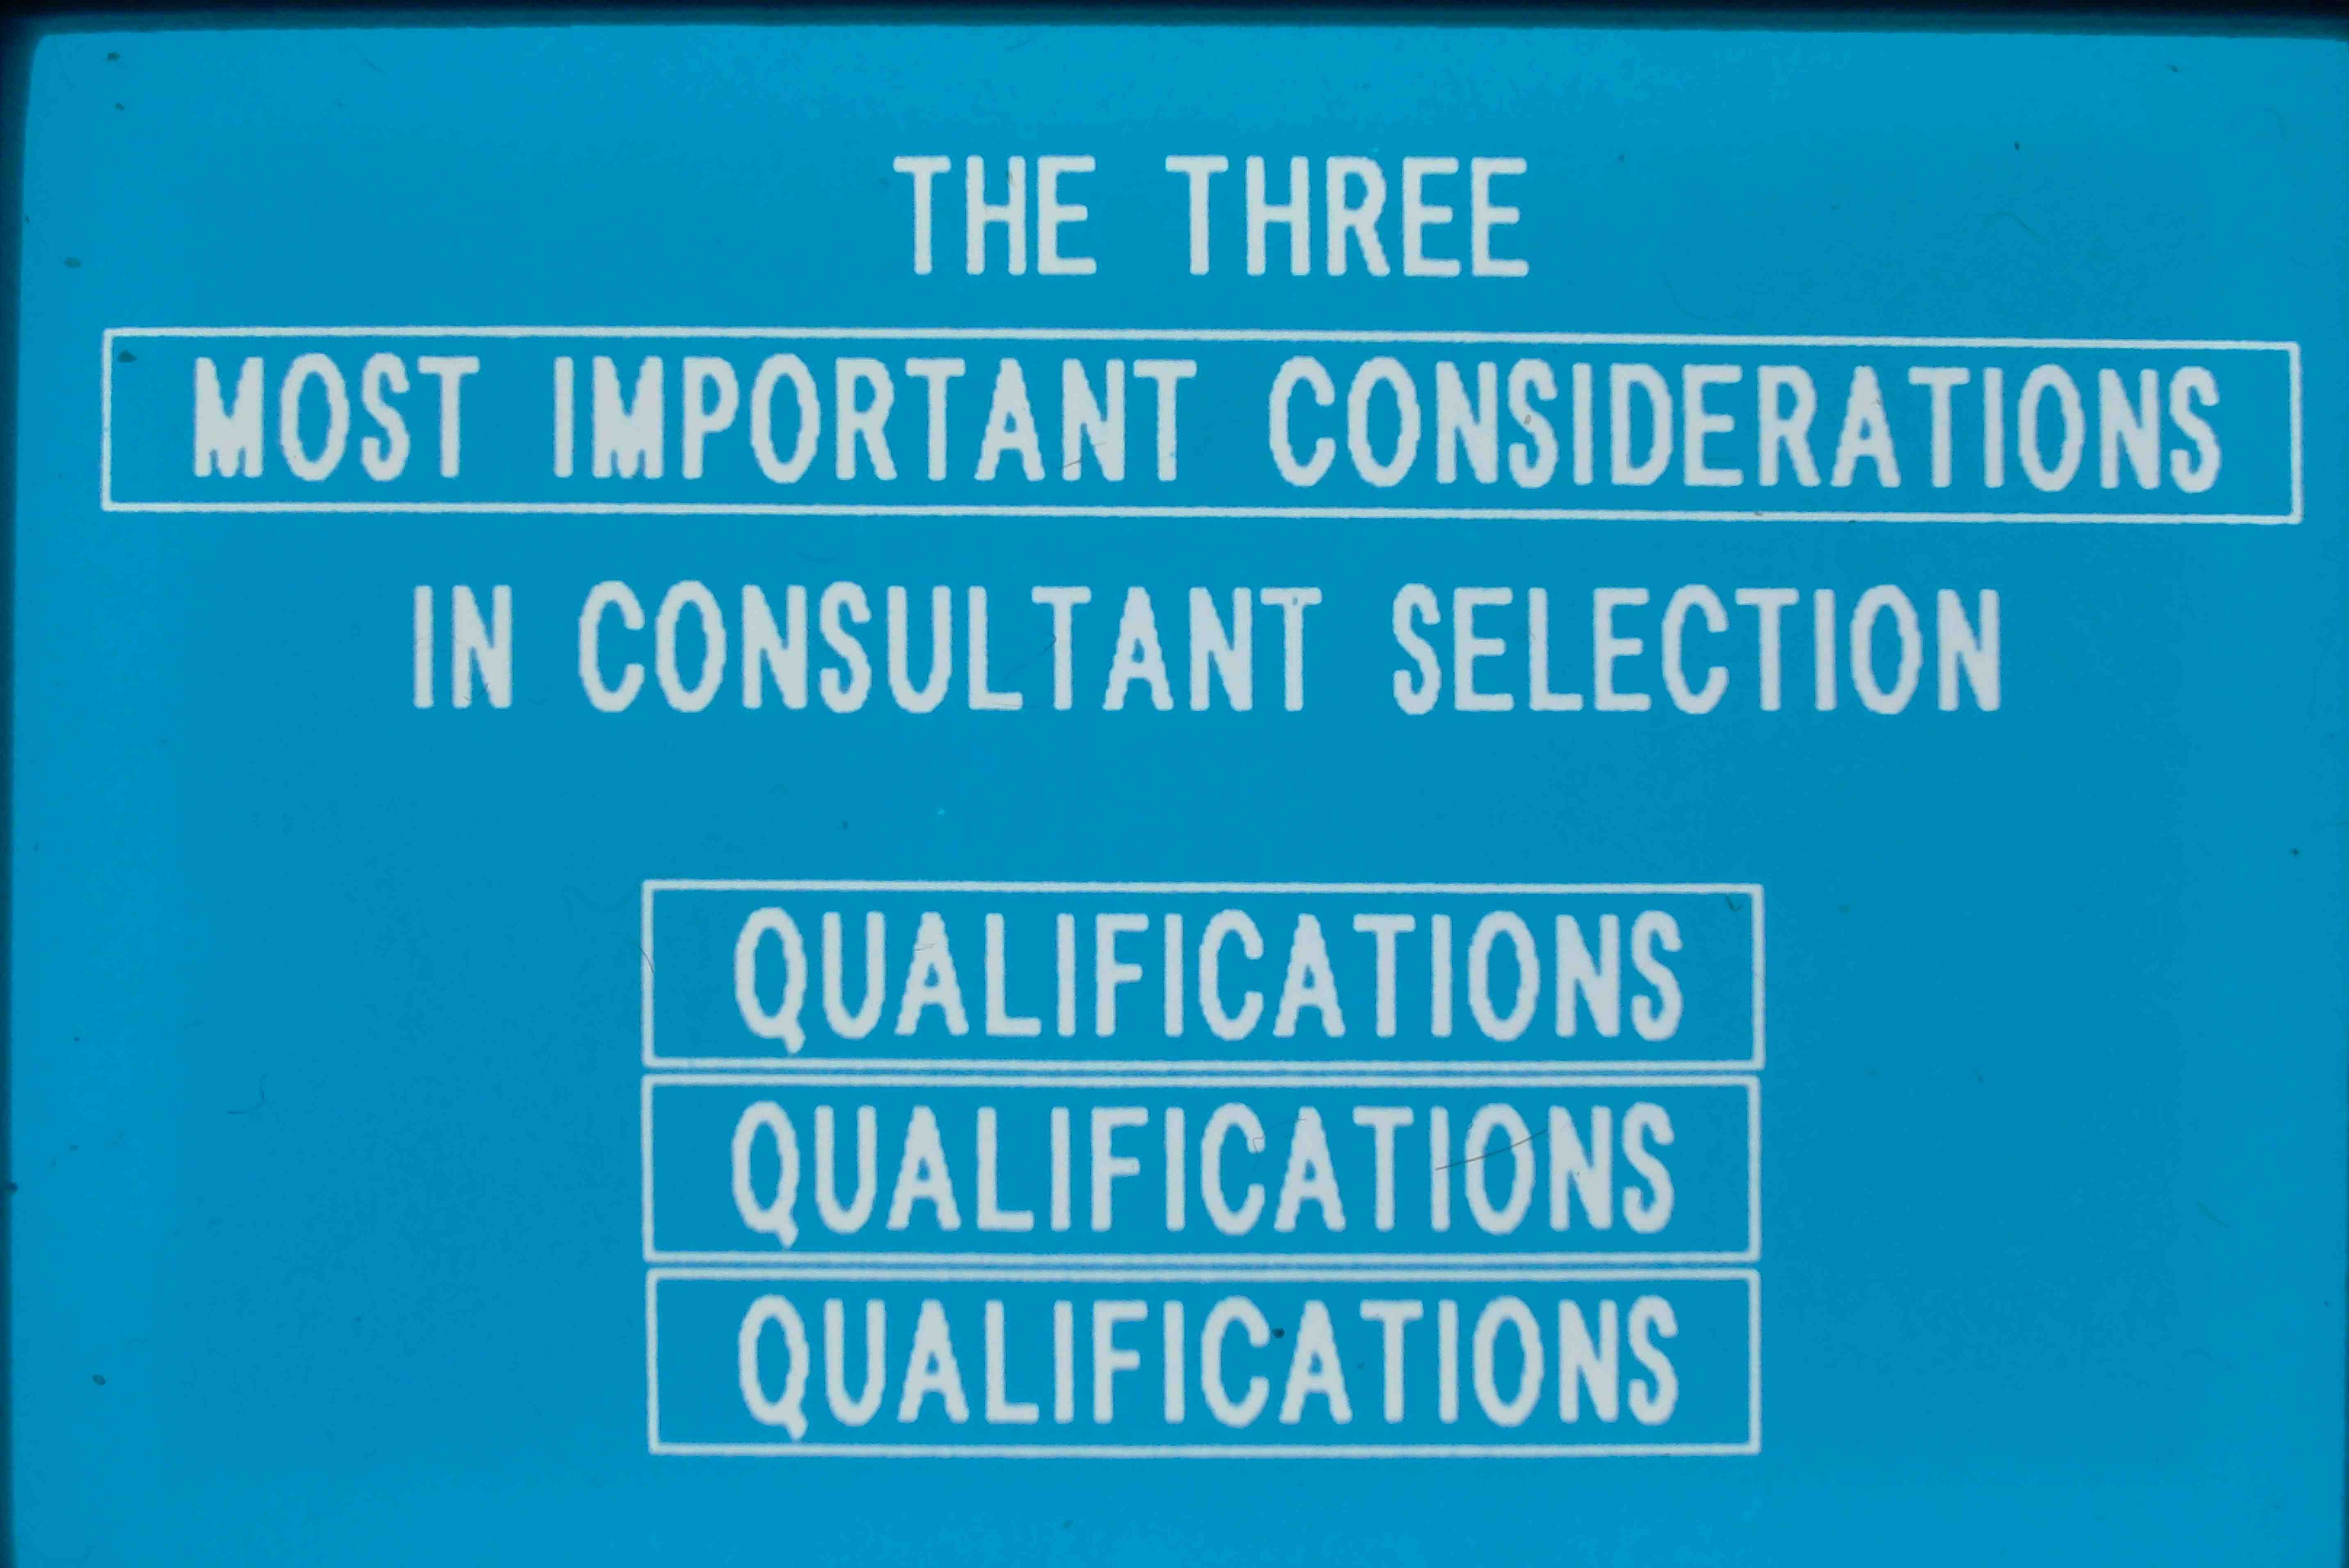 THE THREE
MOST IMPORTANT CONSIDERATIONS
IN CONSULTANT SELECTION
QUALIFICATIONS
QUALIFICATIONS
QUALIFICATIONS